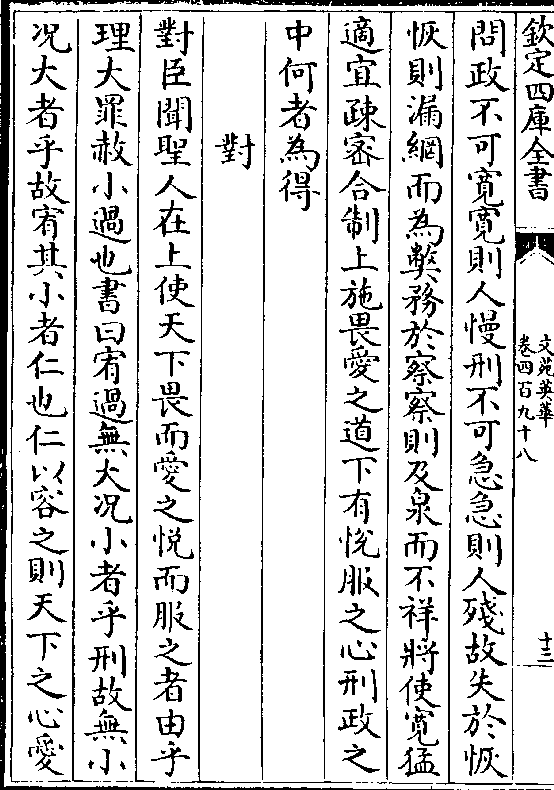 欽定四庫全書
文苑英華
卷四百九十八
十三
問政不可寬寬則人慢刑不可急急則人殘故失於恢
恢則漏網而為獘務於察察則及泉而不祥將使寛猛
適宜疎宻合制上施畏愛之道下有悅服之心刑政之
中何者為得
對
對臣聞聖人在上使天下畏而愛之悦而服之者由乎
理大罪赦小過也書曰宥過無大况小者乎刑故無小
况大者乎故宥其小者仁也仁以容之則天下之心愛